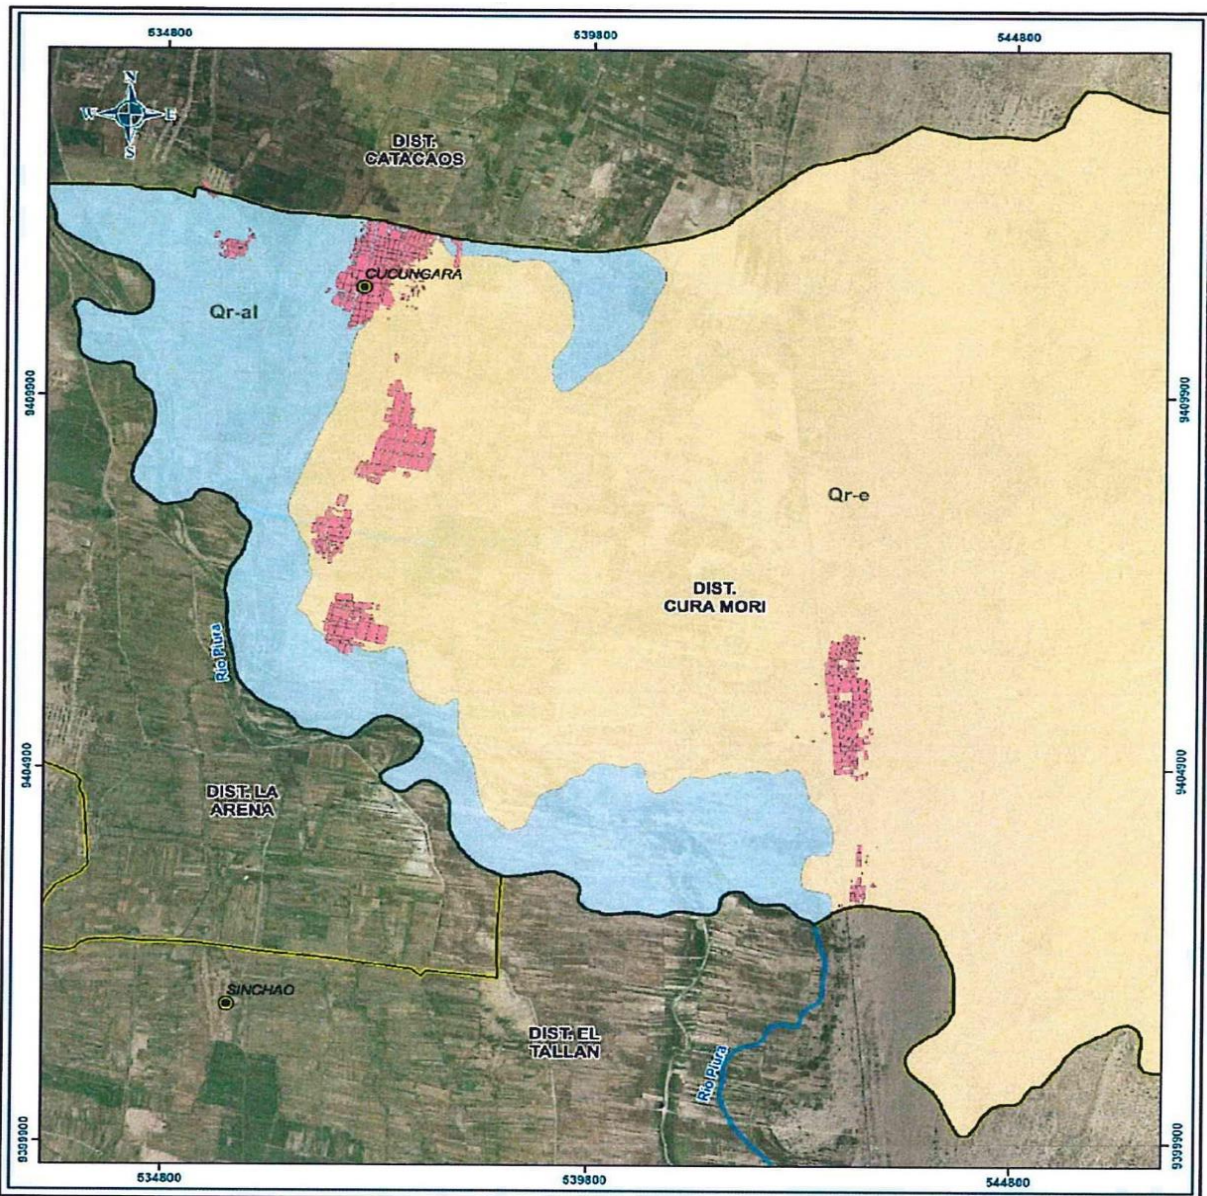 534800
539800
544800
N
W
E
S
DIST.
CATACAOS
CUCUNGARA
Qr-al
9409900
9409900
Qr-e
DIST.
CURA MORI
Río Piura
9404900
9404900
DIST. LA
ARENA
SINCHAO
DIST. EL
TALLAN
Río Piura
9399900
9399900
534800
539800
544800